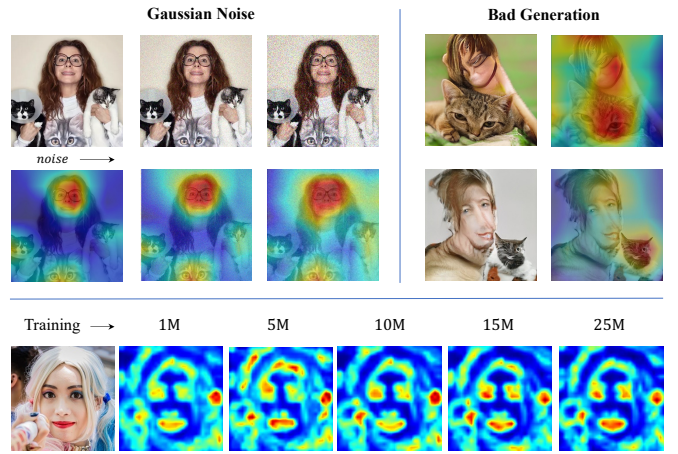 Gaussian Noise
Bad Generation
noise
Training
1M
5M
10M
15M
25M